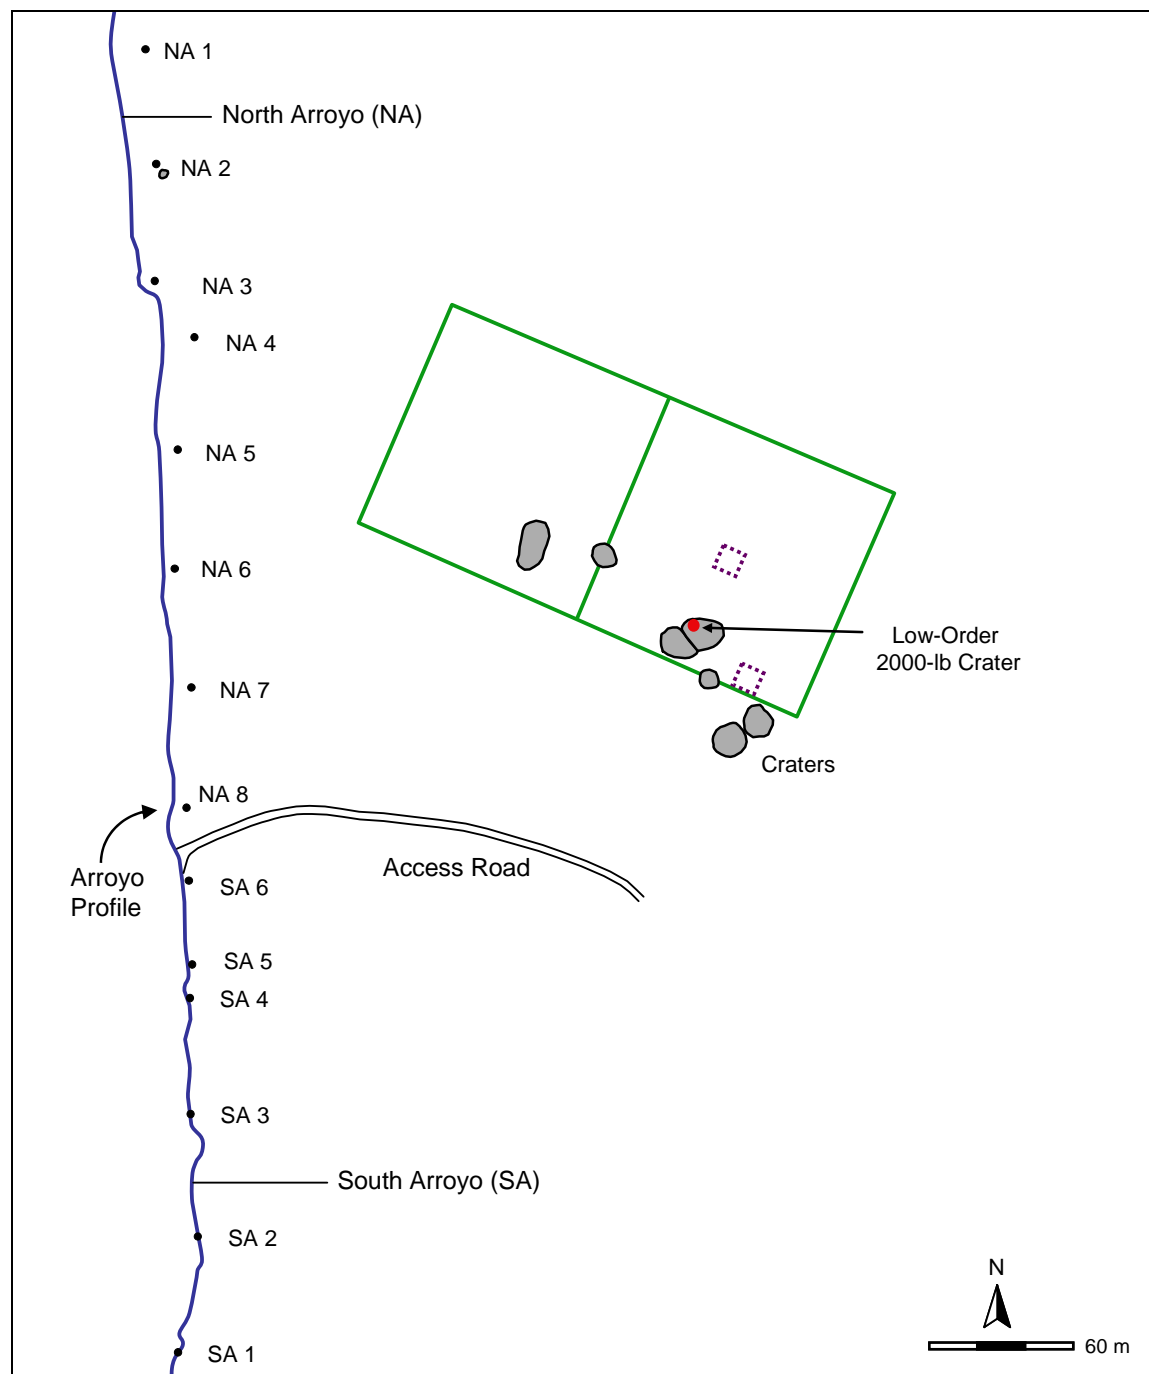 NA 1
North Arroyo (NA)
NA 2
NA 3
NA 4
NA 5
NA 6
Low-Order
2000-lb Crater
NA 7
Craters
NA 8
Access Road
Arroyo
Profile
SA 6
SA 5
SA 4
SA 3
South Arroyo (SA)
SA 2
N
SA 1
60 m